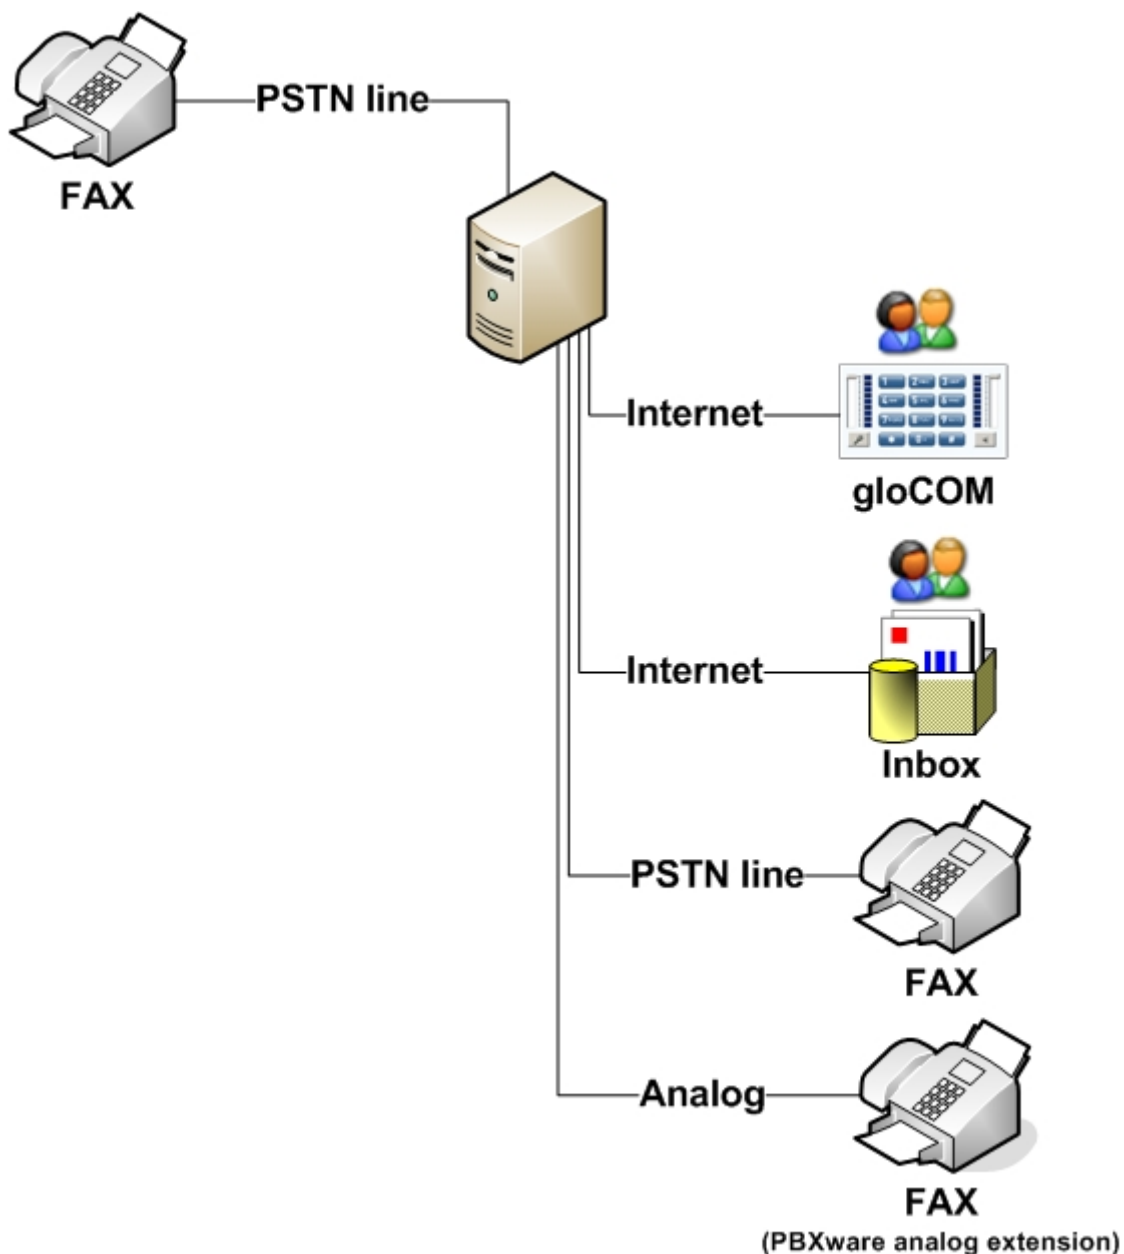 PSTN line
FAX
Internet
gloCOM
Internet
Inbox
PSTN line
FAX
Analog
FAX
(PBXware analog extension)